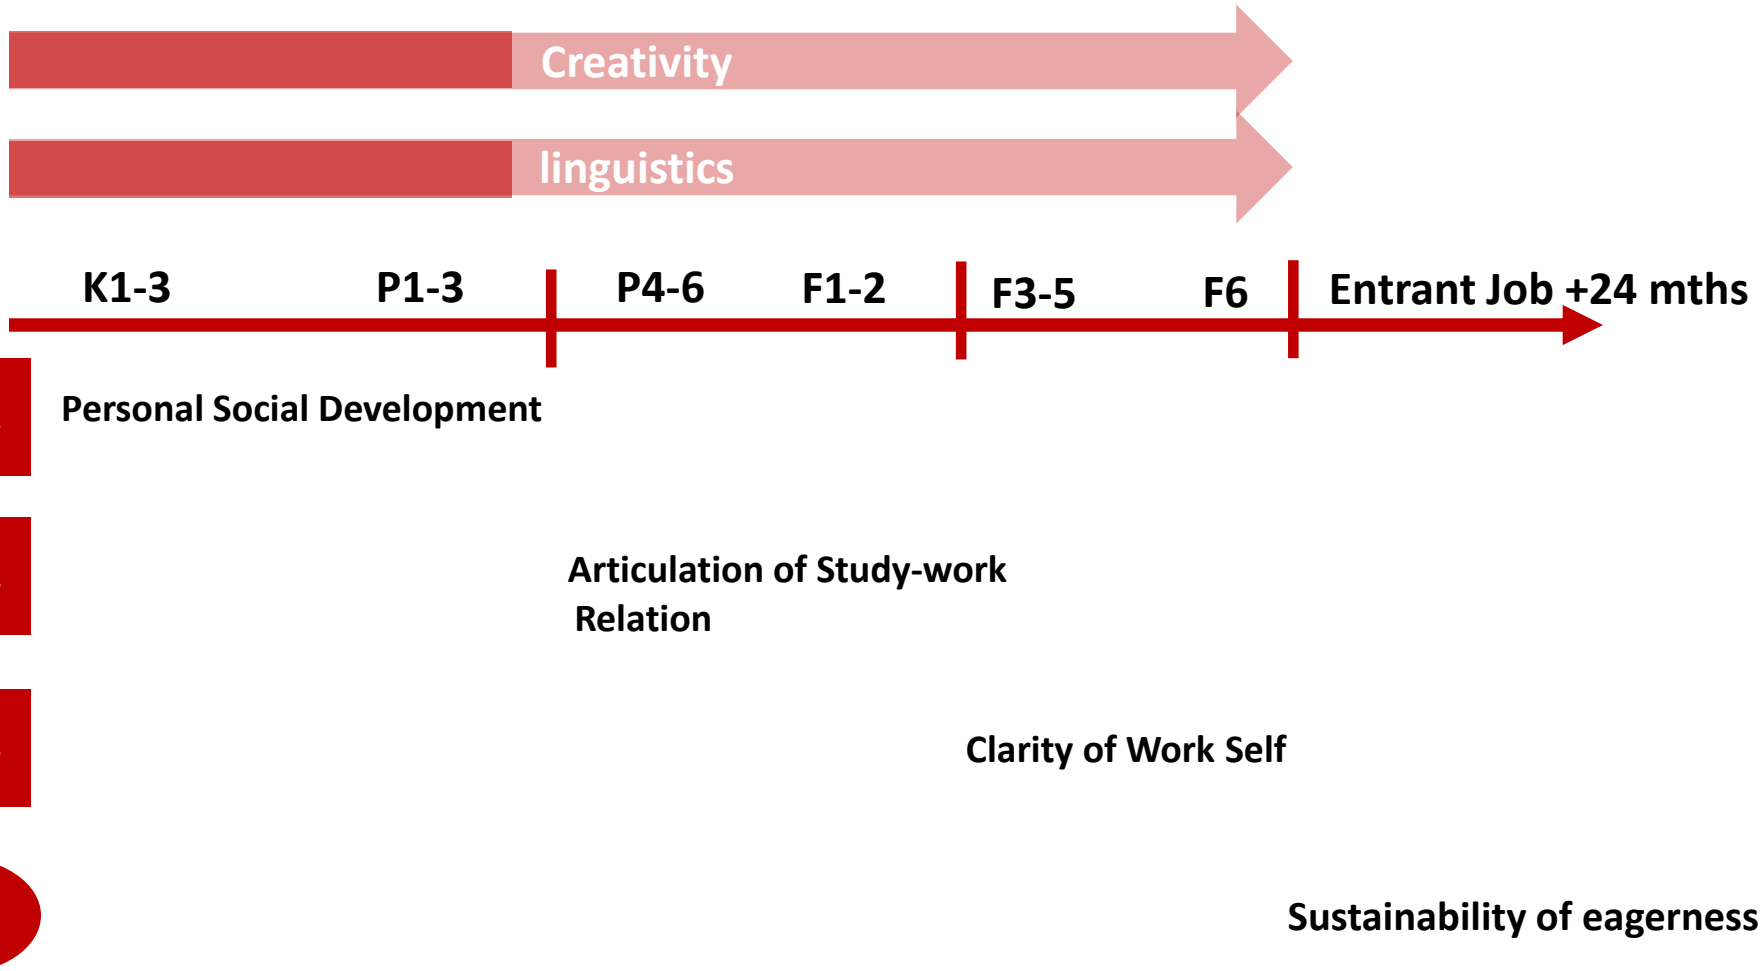 Creativity
linguistics
K1-3 P1-3 P4-6 F1-2 F3-5 F6 Entrant Job +24 mths
Personal Social Development
Articulation of Study-work
Relation
Clarity of Work Self
Sustainability of eagerness